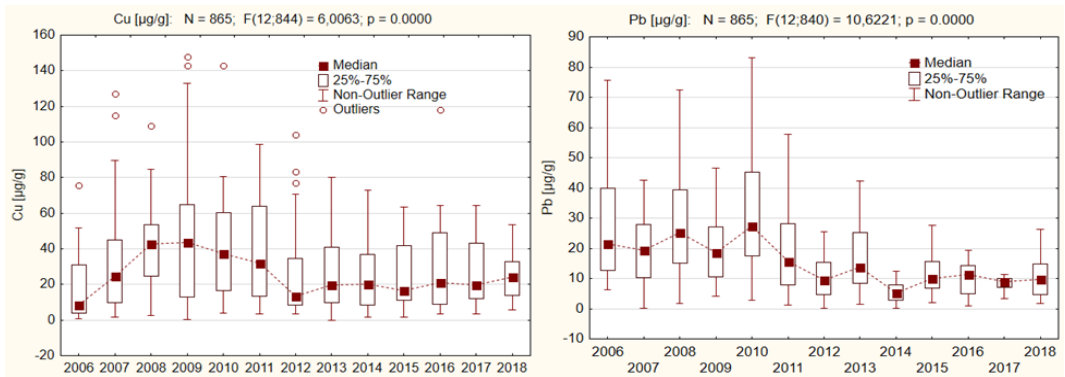 Cu [µg/g]: N = 865; F(12;844) = 6,0063; p = 0.0000
160
140
120
100
80
60
40
20
0
-20
Cu [µg/g]
Median
25%-75%
Non-Outlier Range
Outliers
2006 2007 2008 2009 2010 2011 2012 2013 2014 2015 2016 2017 2018
Pb [µg/g]: N = 865; F(12;840) = 10,6221; p = 0.0000
90
80
70
60
50
40
30
20
10
0
-10
Pb [µg/g]
Median
25%-75%
Non-Outlier Range
2006 2008 2010 2012 2014 2016 2018
2007 2009 2011 2013 2015 2017